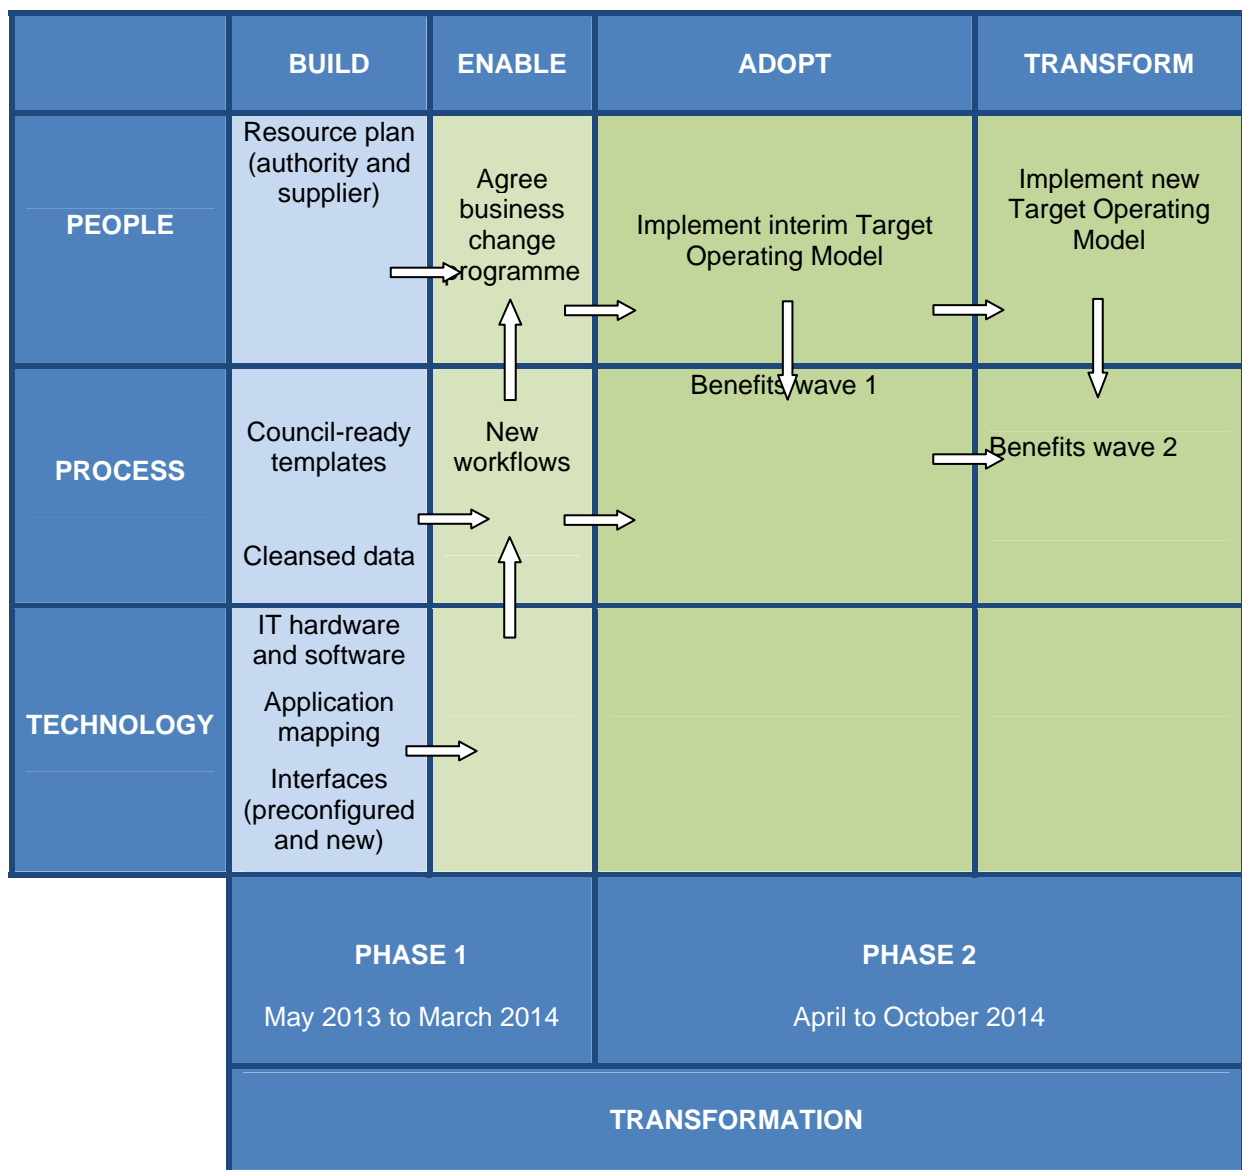 BUILD
ENABLE
ADOPT
TRANSFORM
PEOPLE
Resource plan
(authority and
supplier)
Agree
business
change
programme
Implement interim Target
Operating Model
Implement new
Target Operating
Model
PROCESS
Council-ready
templates
Cleansed data
New
workflows
Benefits wave 1
Benefits wave 2
TECHNOLOGY
IT hardware
and software
Application
mapping
Interfaces
(preconfigured
and new)
PHASE 1
May 2013 to March 2014
PHASE 2
April to October 2014
TRANSFORMATION